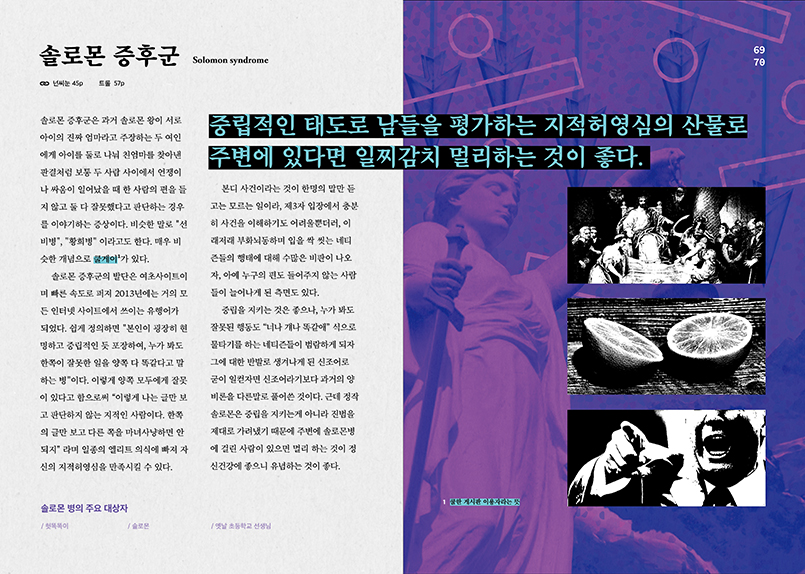 솔로몬 증후군 Solomon syndrome
넌씨눈 45p 트롤 57p
69
70
중립적인 태도로 남들을 평가하는 지적허영심의 산물로
주변에 있다면 일찌감치 멀리하는 것이 좋다.
솔로몬 증후군은 과거 솔로몬 왕이 서로
아이의 진짜 엄마라고 주장하는 두 여인
에게 아이를 둘로 나눠 친엄마를 찾아낸
판결처럼 보통 두 사람 사이에서 언쟁이
나 싸움이 일어났을 때 한 사람의 편을 들
지 않고 둘 다 잘못했다고 판단하는 경우
를 이야기하는 증상이다. 비슷한 말로 "선
비병", "황희병" 이라고도 한다. 매우 비
슷한 개념으로 쿨게이¹가 있다.
솔로몬 증후군의 발단은 여초사이트이
며 빠른 속도로 퍼져 2013년에는 거의 모
든 인터넷 사이트에서 쓰이는 유행어가
되었다. 쉽게 정의하면 "본인이 굉장히 현
명하고 중립적인 듯 포장하여, 누가 봐도
한쪽이 잘못한 일을 양쪽 다 똑같다고 말
하는 병"이다. 이렇게 양쪽 모두에게 잘못
이 있다고 함으로써 "이렇게 나는 글만 보
고 판단하지 않는 지적인 사람이다. 한쪽
의 글만 보고 다른 쪽을 마녀사냥하면 안
되지" 라며 일종의 엘리트 의식에 빠져 자
신의 지적허영심을 만족시킬 수 있다.
본디 사건이라는 것이 한명의 말만 듣
고는 모르는 일이라, 제3자 입장에서 충분
히 사건을 이해하기도 어려울뿐더러, 이
래저래 부화뇌동하며 입을 싹 씻는 네티
즌들의 행태에 대해 수많은 비판이 나오
자, 아예 누구의 편도 들어주지 않는 사람
들이 늘어나게 된 측면도 있다.
중립을 지키는 것은 좋으나, 누가 봐도
잘못된 행동도 "너나 걔나 똑같애" 식으로
물타기를 하는 네티즌들이 범람하게 되자
그에 대한 반발로 생겨나게 된 신조어로
굳이 일컫자면 신조어라기보다 과거의 양
비론을 다른말로 풀어쓴 것이다. 근데 정작
솔로몬은 중립을 지키는게 아니라 진범을
제대로 가려냈기 때문에 주변에 솔로몬병
에 걸린 사람이 있으면 멀리 하는 것이 정
신건강에 좋으니 유념하는 것이 좋다.
1 쿨한 게시판 이용자라는 뜻
솔로몬 병의 주요 대상자
/ 헛똑똑이 / 솔로몬 / 옛날 초등학교 선생님